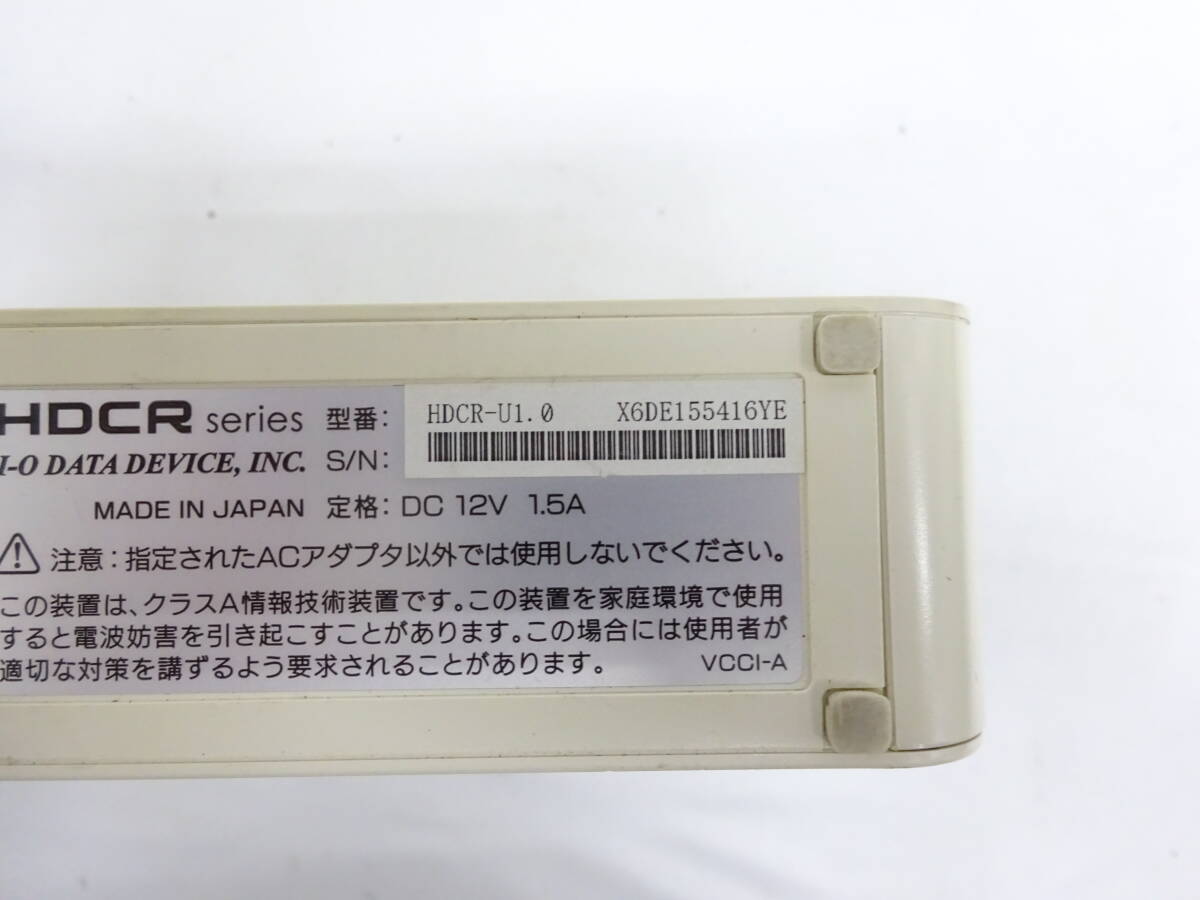 HDCR series 型番: HDCR-U1.0 X6DE155416YE
I-O DATA DEVICE, INC. S/N:
MADE IN JAPAN 定格: DC 12V 1.5A
注意:指定されたACアダプタ以外では使用しないでください。
この装置は、クラスA情報技術装置です。この装置を家庭環境で使用
すると電波妨害を引き起こすことがあります。この場合には使用者が
適切な対策を講ずるよう要求されることがあります。 VCCI-A